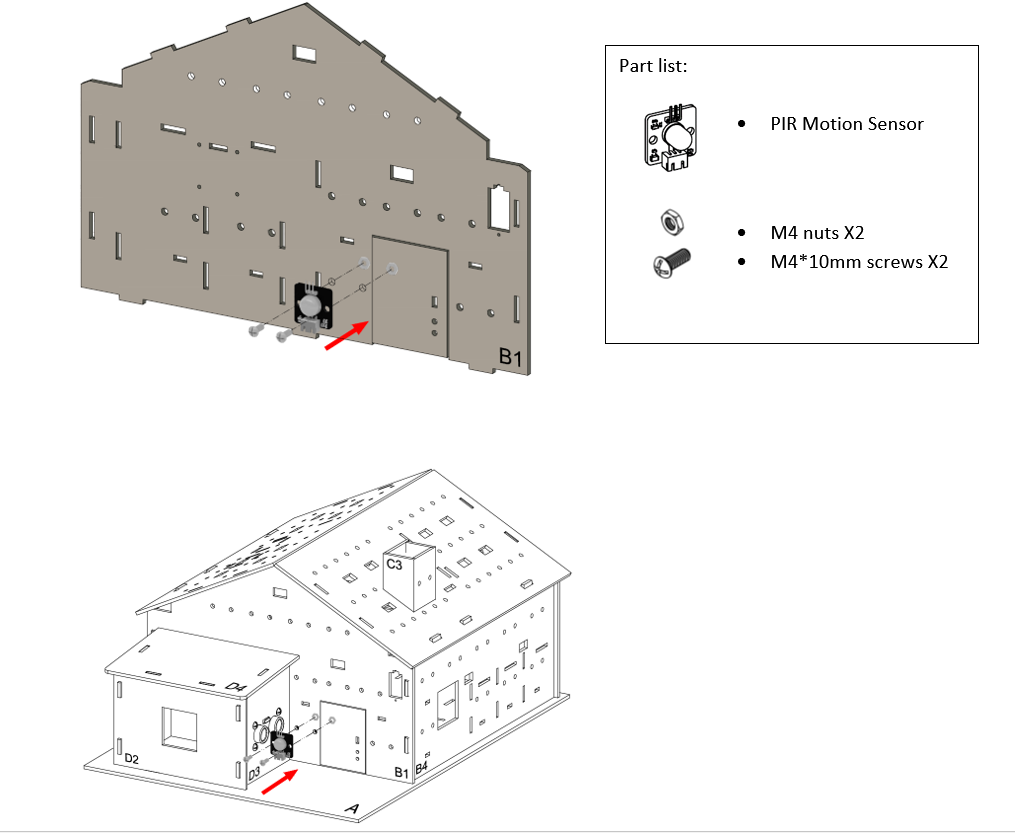 Part list:
• PIR Motion Sensor
• M4 nuts X2
• M4*10mm screws X2
B1
C3
D4
D2
D3
B1
B4
A